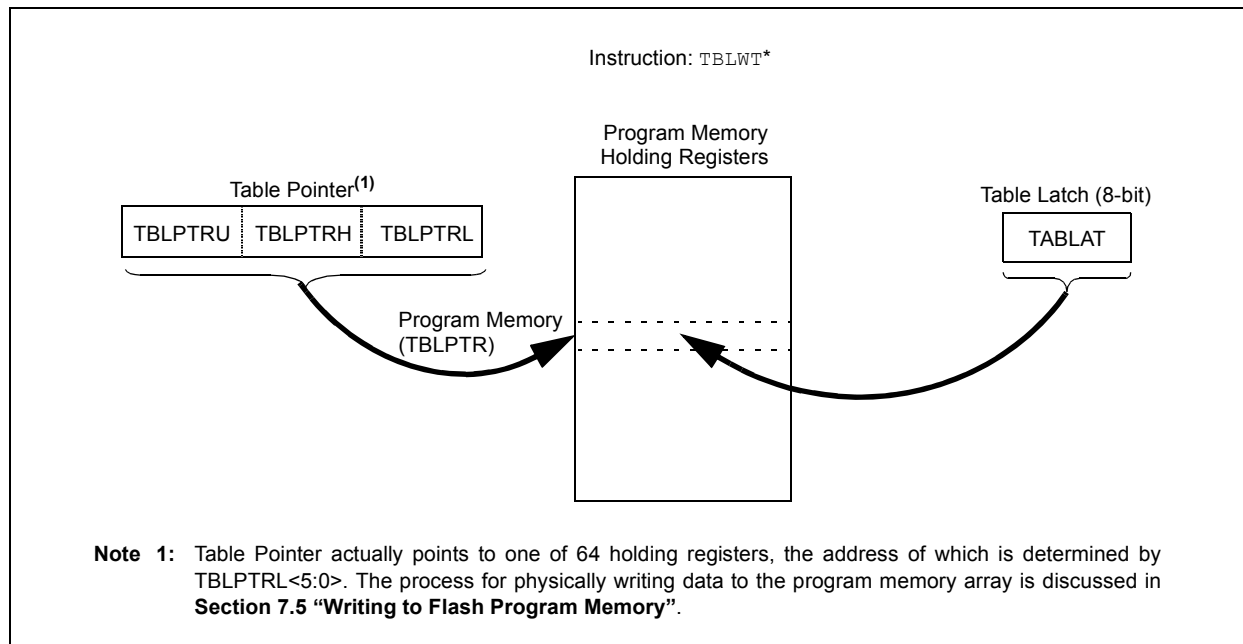 Instruction: TBLWT*
Program Memory
Holding Registers
Table Pointer(1)
Table Latch (8-bit)
TBLPTRU TBLPTRH TBLPTRL
TABLAT
Program Memory
(TBLPTR)
Note 1: Table Pointer actually points to one of 64 holding registers, the address of which is determined by
TBLPTRL<5:0>. The process for physically writing data to the program memory array is discussed in
Section 7.5 “Writing to Flash Program Memory”.